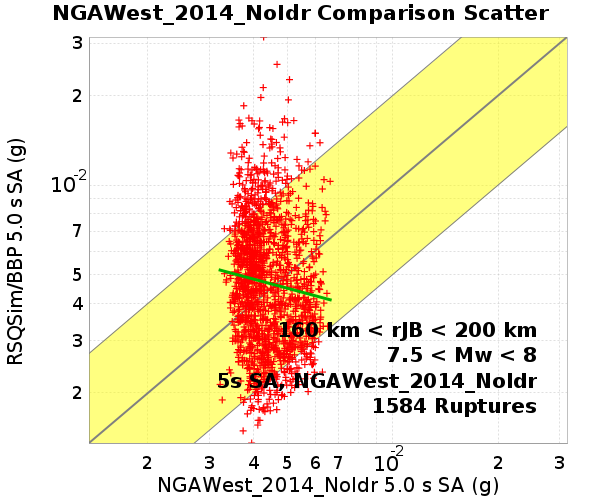 NGAWest_2014_NoIdr Comparison Scatter
3
2
10-2
7
5
4
3
2
RSQSim/BBP 5.0 s SA (g)
160 km < rJB < 200 km
7.5 < Mw < 8
5s SA, NGAWest_2014_NoIdr
1584 Ruptures
2 3 4 5 6 7 10-2 2 3
NGAWest_2014_NoIdr 5.0 s SA (g)